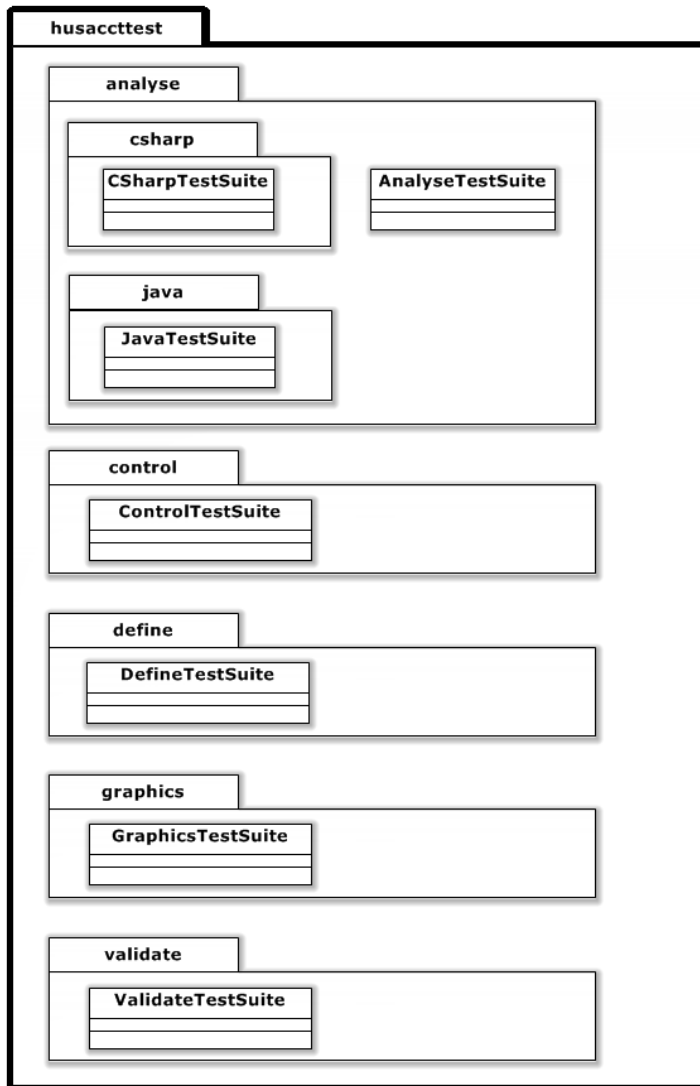 husaccttest
analyse
csharp
CSharpTestSuite
AnalyseTestSuite
java
JavaTestSuite
control
ControlTestSuite
define
DefineTestSuite
graphics
GraphicsTestSuite
validate
ValidateTestSuite